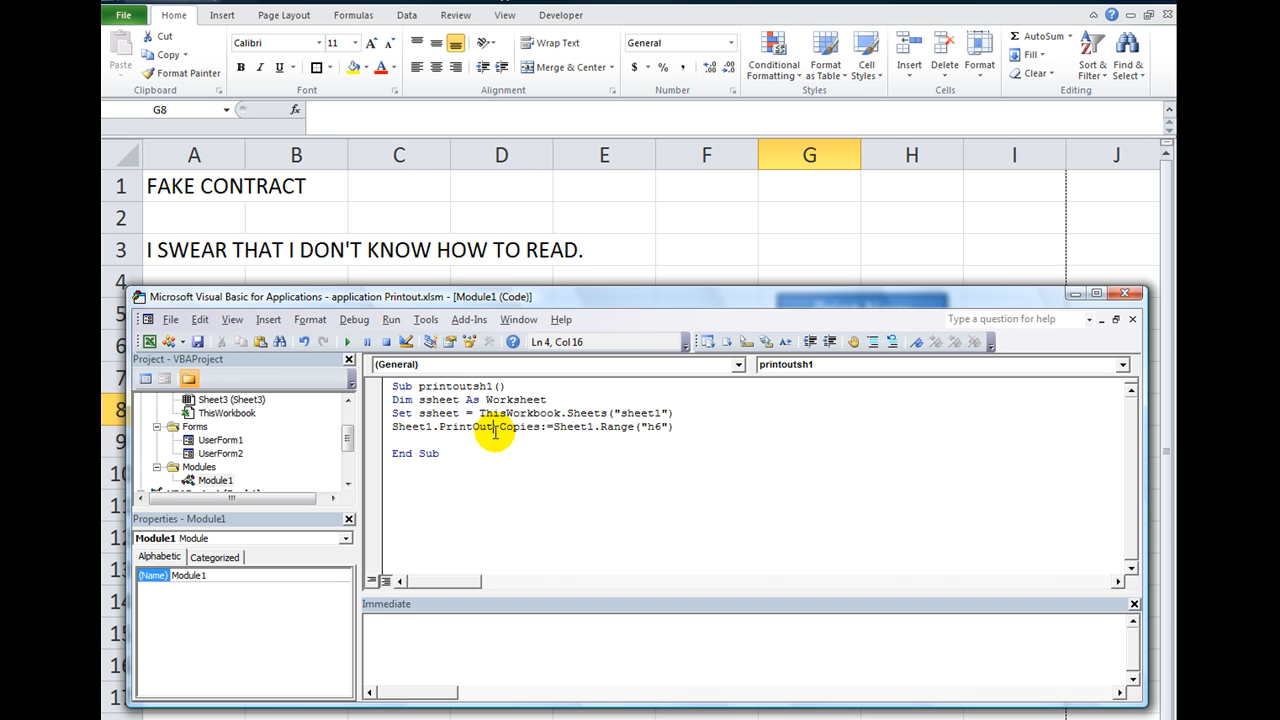 File Home Insert Page Layout Formulas Data Review View Developer
Cut
Copy
Format Painter
Paste
Calibri 11
B I U A
Wrap Text
Merge & Center
General
$ % ,
Conditional Formatting
Format as Table
Cell Styles
Insert
Delete
Format
Σ AutoSum
Fill
Clear
Sort & Filter
Find & Select
Clipboard Font Alignment Number Styles Cells Editing
G8 fx
A B C D E F G H I J
1 FAKE CONTRACT
2
3 I SWEAR THAT I DON'T KNOW HOW TO READ.
4
5
6
7
8
9
10
11
12
13
14
15
16
17
Microsoft Visual Basic for Applications - application Printout.xlsm - [Module1 (Code)]
File Edit View Insert Format Debug Run Tools Add-Ins Window Help
Type a question for help
Ln 4, Col 16
Project - VBAProject
Sheet3 (Sheet3)
ThisWorkbook
Forms
UserForm1
UserForm2
Modules
Module1
Properties - Module1
Module1 Module
Alphabetic Categorized
(Name) Module1
(General)
printoutsh1
Sub printoutsh1()
Dim ssheet As Worksheet
Set ssheet = ThisWorkbook.Sheets("sheet1")
Sheet1.PrintOut Copies:=Sheet1.Range("h6")
End Sub
Immediate